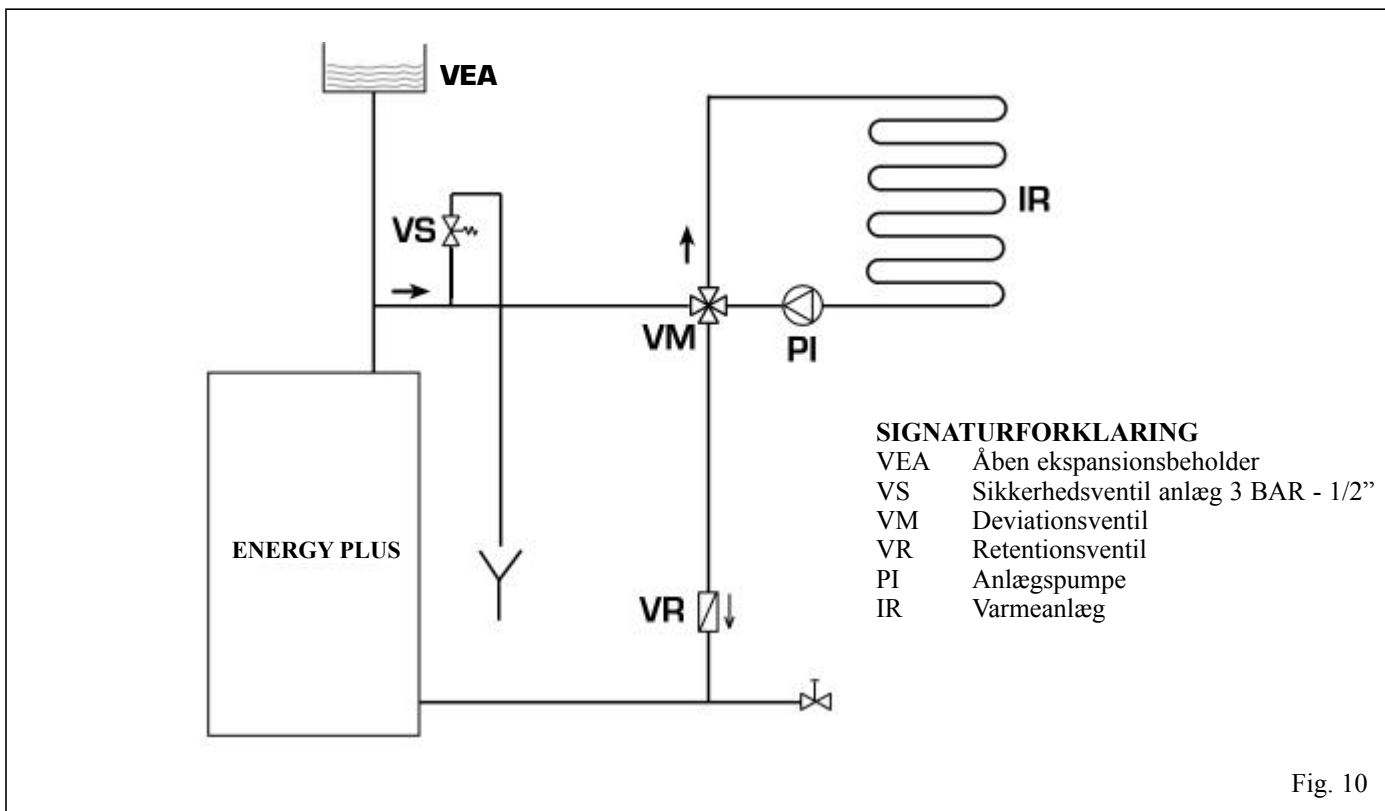 VEA
VS
IR
VM
PI
ENERGY PLUS
VR
SIGNATURFORKLARING
VEA Åben ekspansionsbeholder
VS Sikkerhedsventil anlæg 3 BAR - 1/2”
VM Deviationsventil
VR Retentionsventil
PI Anlægspumpe
IR Varmeanlæg
Fig. 10